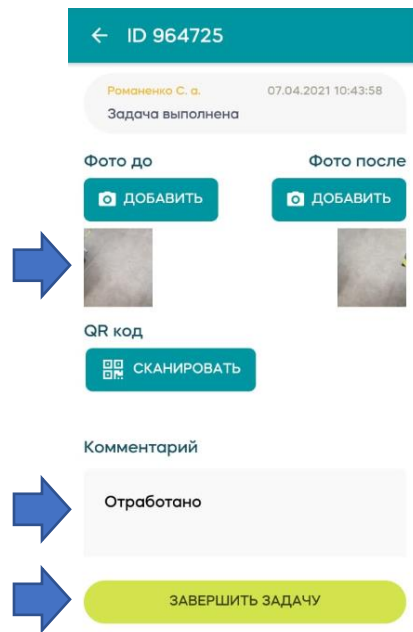 ← ID 964725
Романенко С. а. 07.04.2021 10:43:58
Задача выполнена
Фото до Фото после
ДОБАВИТЬ ДОБАВИТЬ
QR код
СКАНИРОВАТЬ
Комментарий
Отработано
ЗАВЕРШИТЬ ЗАДАЧУ